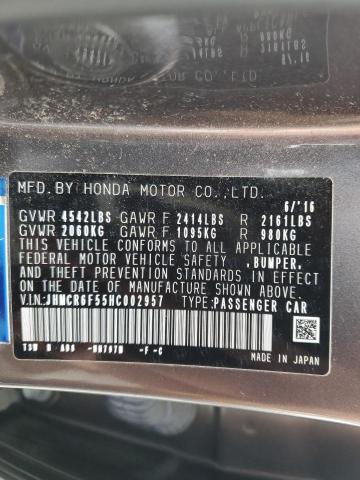 MFD.BY HONDA MOTOR CO.,LTD.
6/'16
GVWR 4542LBS GAWR F 2414LBS R 2161LBS
GVWR 2060KG GAWR F 1095KG R 980KG
THIS VEHICLE CONFORMS TO ALL APPLICABLE
FEDERAL MOTOR VEHICLE SAFETY, BUMPER,
AND THEFT PREVENTION STANDARDS IN EFFECT
ON THE DATE OF MANUFACTURE SHOWN ABOVE.
V.I.N: JHMCR6F55HC002957 TYPE:PASSENGER CAR
MADE IN JAPAN